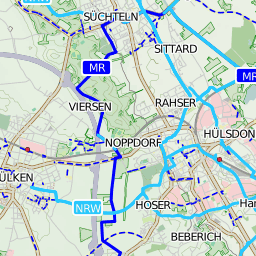 NRW
SÜCHTELN
SITTARD
MR
MR
VIERSEN
RAHSER
HÜLSDON
NOPPDORF
ÜLKEN
NRW
HOSER
Ha
BEBERICH